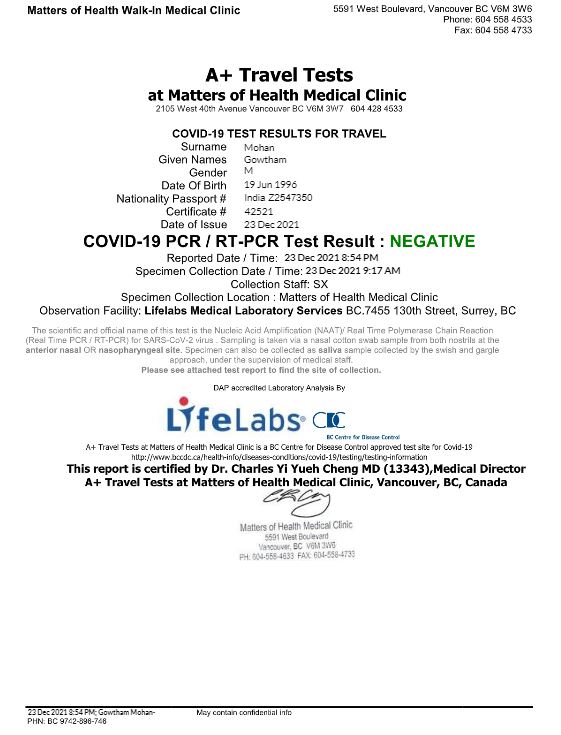 Matters of Health Walk-In Medical Clinic
5591 West Boulevard, Vancouver BC V6M 3W6
Phone: 604 558 4533
Fax: 604 558 4733
A+ Travel Tests
at Matters of Health Medical Clinic
2105 West 40th Avenue Vancouver BC V6M 3W7 604 428 4533
COVID-19 TEST RESULTS FOR TRAVEL
Surname Mohan
Given Names Gowtham
Gender M
Date Of Birth 19 Jun 1996
Nationality Passport # India Z2547350
Certificate # 42521
Date of Issue 23 Dec 2021
COVID-19 PCR / RT-PCR Test Result : NEGATIVE
Reported Date / Time: 23 Dec 2021 8:54 PM
Specimen Collection Date / Time: 23 Dec 2021 9:17 AM
Collection Staff: SX
Specimen Collection Location : Matters of Health Medical Clinic
Observation Facility: Lifelabs Medical Laboratory Services BC.7455 130th Street, Surrey, BC
The scientific and official name of this test is the Nucleic Acid Amplification (NAAT)/ Real Time Polymerase Chain Reaction
(Real Time PCR / RT-PCR) for SARS-CoV-2 virus . Sampling is taken via a nasal cotton swab sample from both nostrils at the
anterior nasal OR nasopharyngeal site. Specimen can also be collected as saliva sample collected by the swish and gargle
approach, under the supervision of medical staff.
Please see attached test report to find the site of collection.
DAP accredited Laboratory Analysis By
LifeLabs
CDC
BC Centre for Disease Control
A+ Travel Tests at Matters of Health Medical Clinic is a BC Centre for Disease Control approved test site for Covid-19
http://www.bccdc.ca/health-info/diseases-conditions/covid-19/testing/testing-information
This report is certified by Dr. Charles Yi Yueh Cheng MD (13343),Medical Director
A+ Travel Tests at Matters of Health Medical Clinic, Vancouver, BC, Canada
Matters of Health Medical Clinic
5591 West Boulevard
Vancouver, BC V6M 3W6
PH: 604-558-4533 FAX: 604-558-4733
23 Dec 2021 8:54 PM; Gowtham Mohan-
PHN: BC 9742-896-746
May contain confidential info